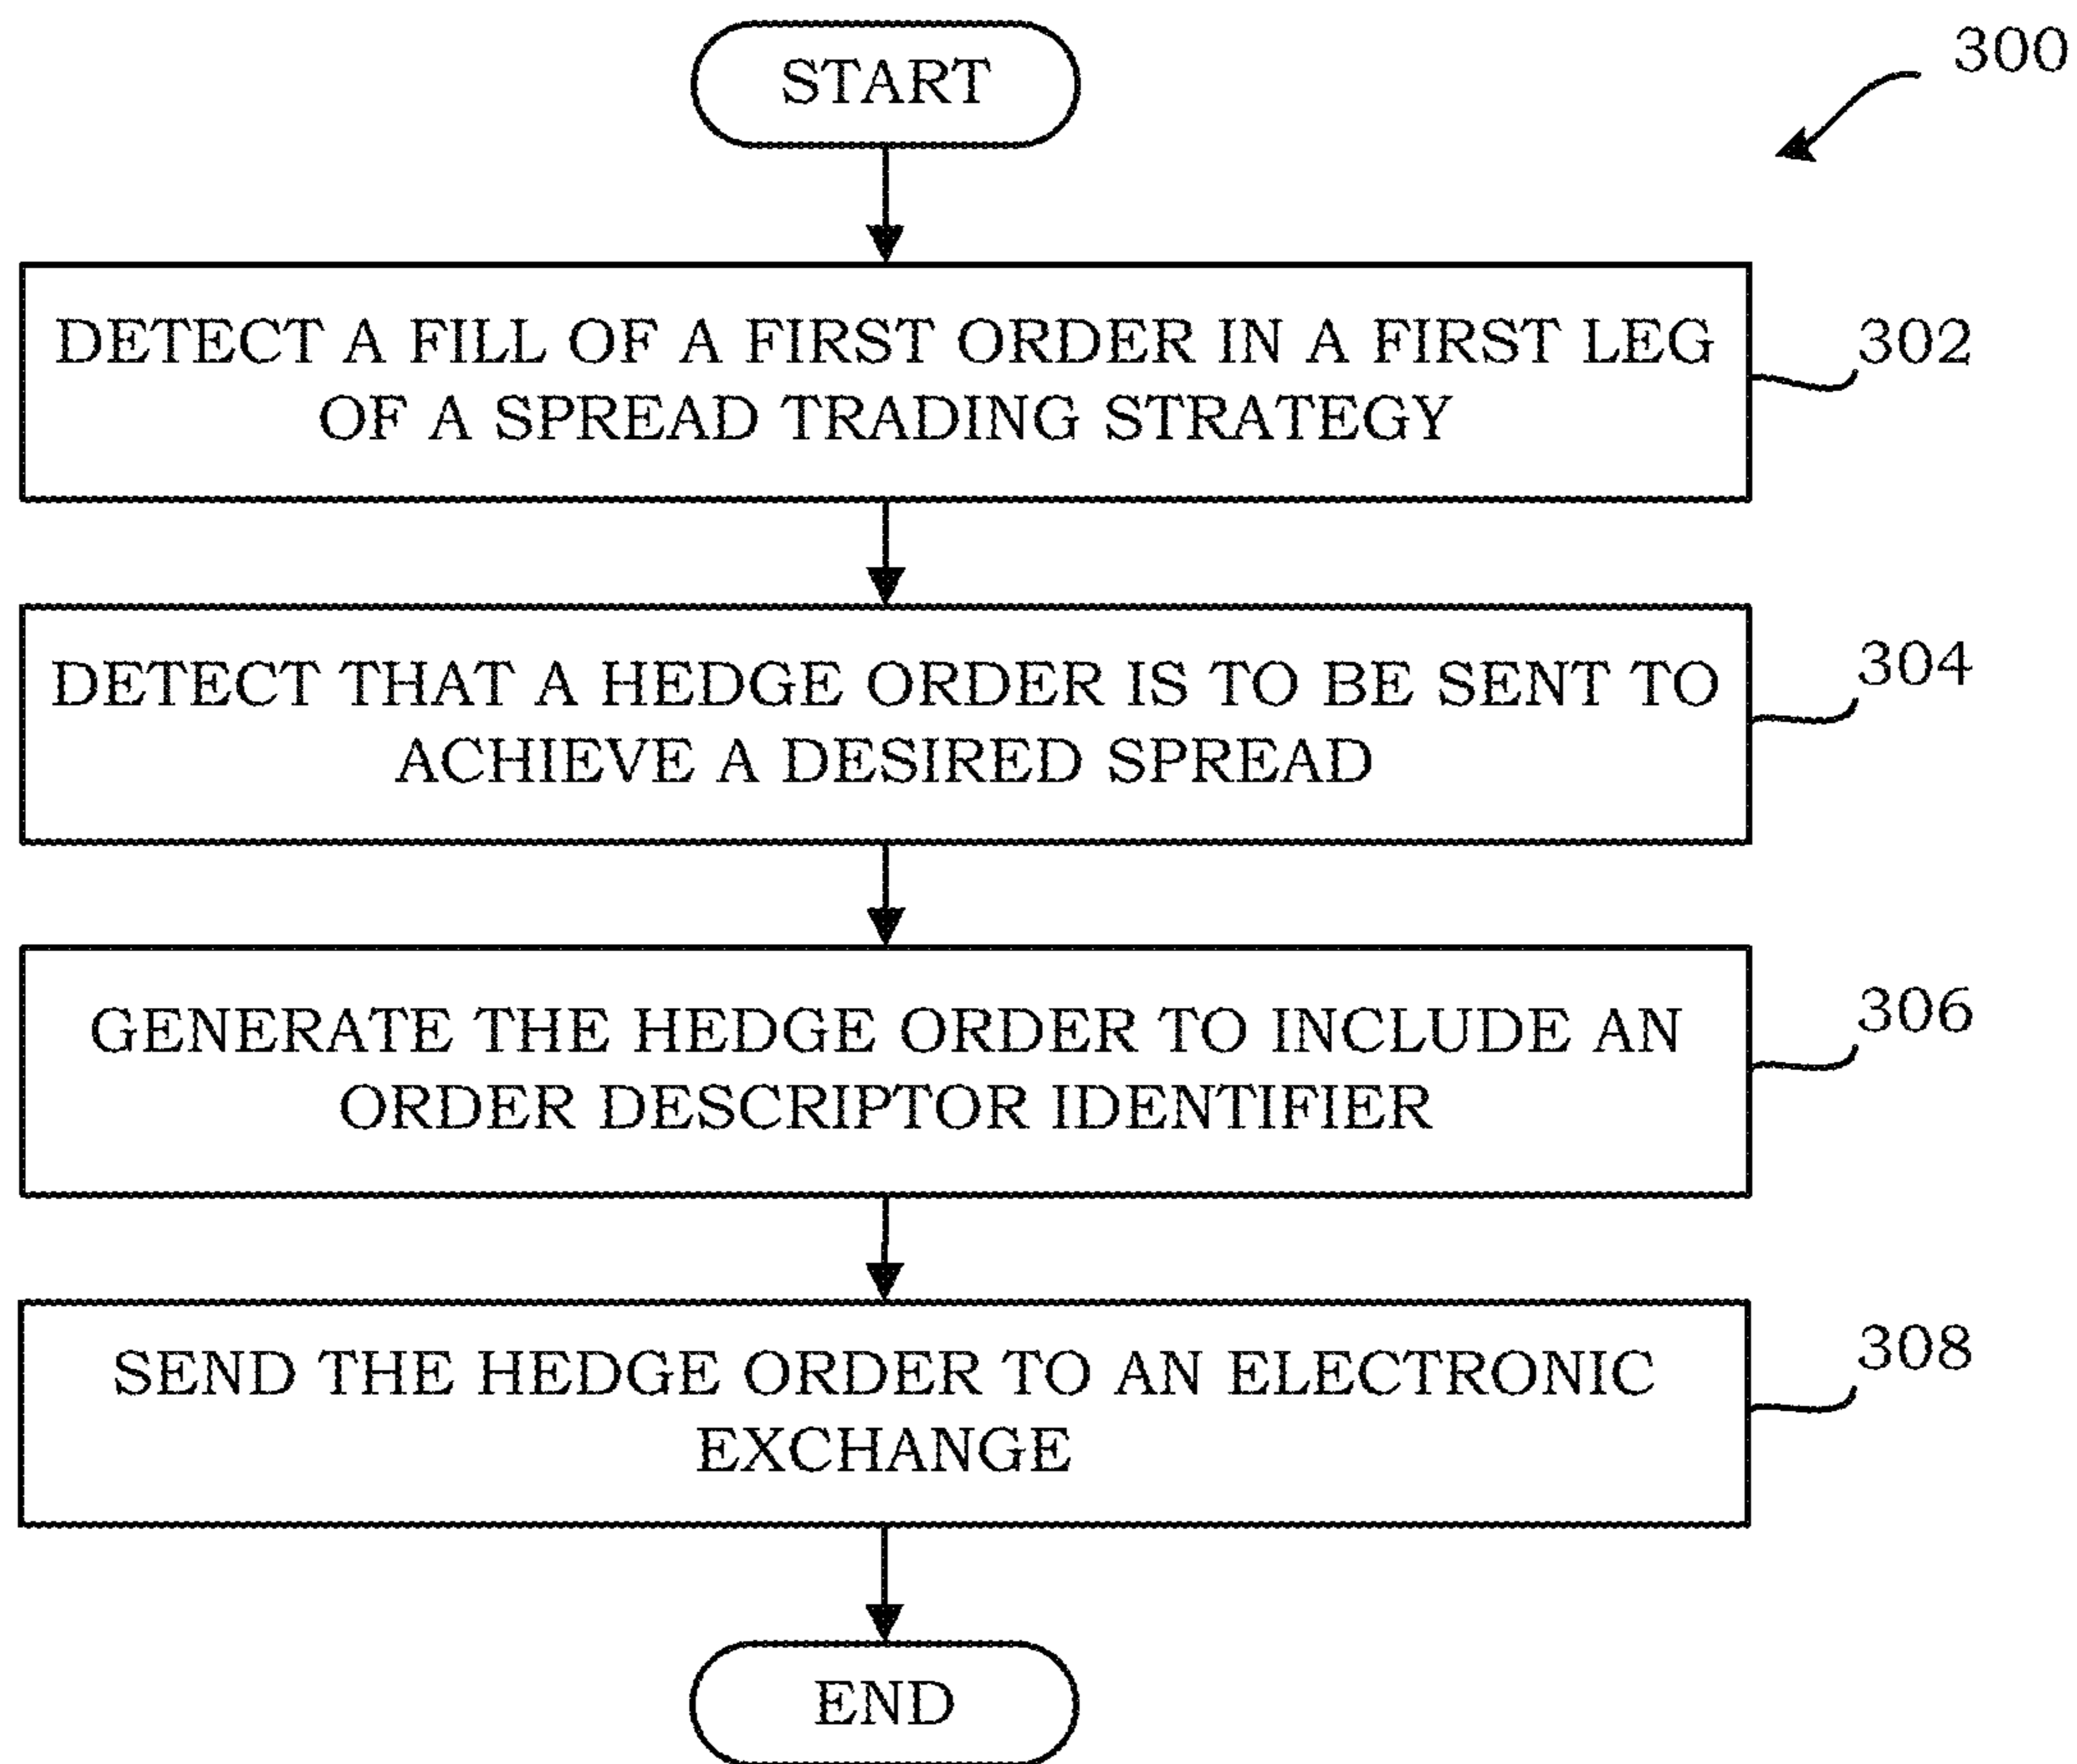 START
300
DETECT A FILL OF A FIRST ORDER IN A FIRST LEG
OF A SPREAD TRADING STRATEGY
302
DETECT THAT A HEDGE ORDER IS TO BE SENT TO
ACHIEVE A DESIRED SPREAD
304
GENERATE THE HEDGE ORDER TO INCLUDE AN
ORDER DESCRIPTOR IDENTIFIER
306
SEND THE HEDGE ORDER TO AN ELECTRONIC
EXCHANGE
308
END